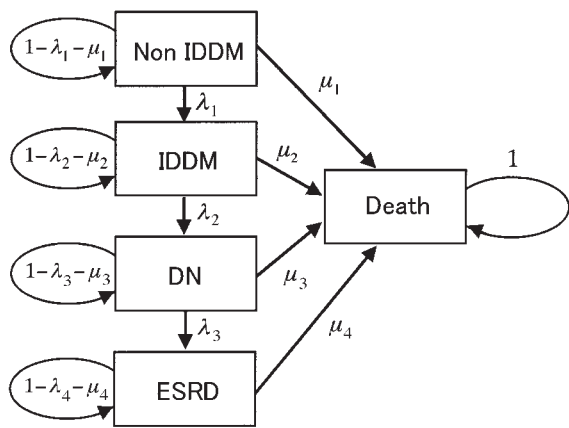 Non IDDM
1−λ₁−μ₁
μ₁
λ₁
IDDM
1−λ₂−μ₂
μ₂
1
Death
λ₂
DN
1−λ₃−μ₃
μ₃
λ₃
μ₄
ESRD
1−λ₄−μ₄